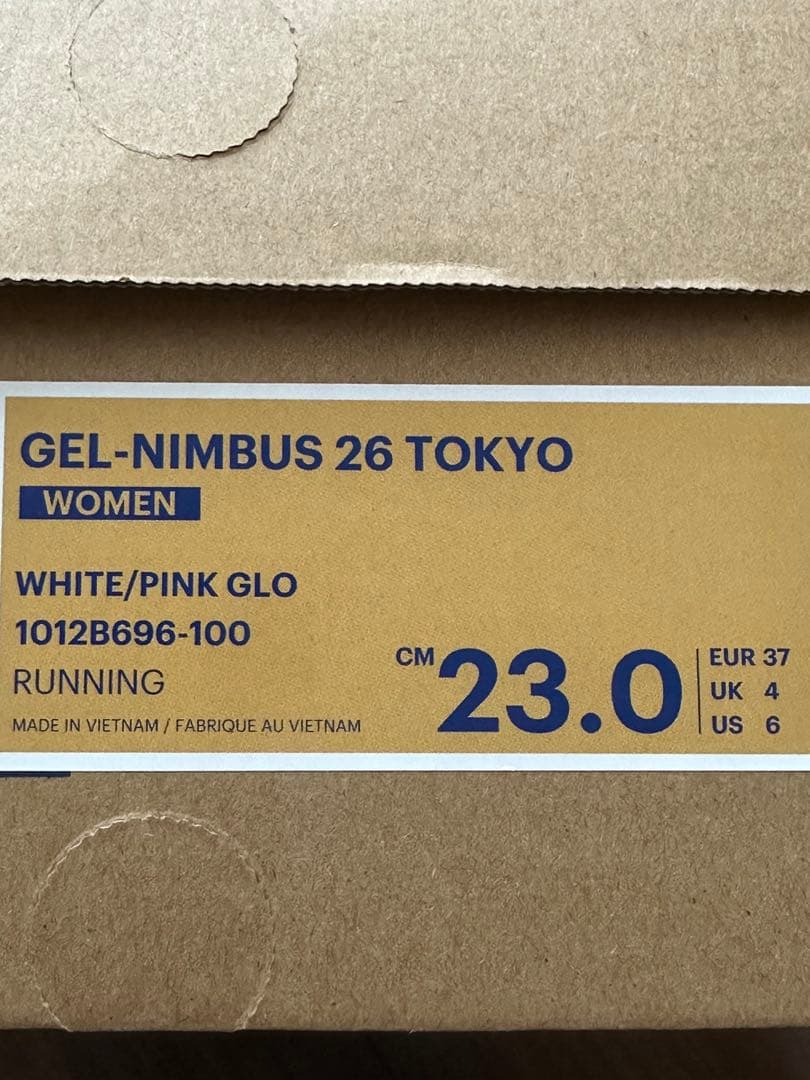 GEL-NIMBUS 26 TOKYO
WOMEN
WHITE/PINK GLO
1012B696-100
RUNNING
MADE IN VIETNAM / FABRIQUE AU VIETNAM
CM 23.0
EUR 37
UK 4
US 6